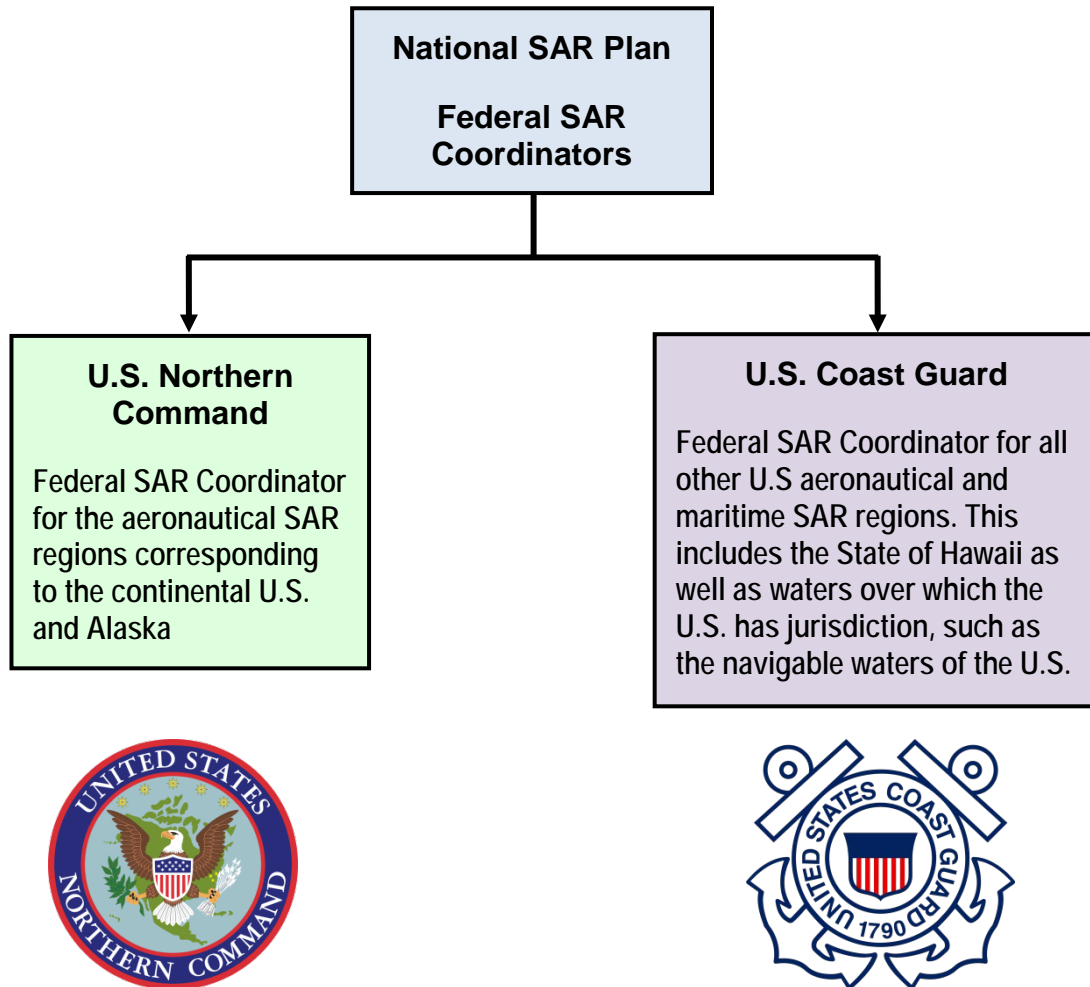 National SAR Plan
Federal SAR
Coordinators
U.S. Northern
Command
Federal SAR Coordinator
for the aeronautical SAR
regions corresponding
to the continental U.S.
and Alaska
U.S. Coast Guard
Federal SAR Coordinator for all
other U.S aeronautical and
maritime SAR regions. This
includes the State of Hawaii as
well as waters over which the
U.S. has jurisdiction, such as
the navigable waters of the U.S.
UNITED STATES
NORTHERN COMMAND
UNITED STATES COAST GUARD
1790